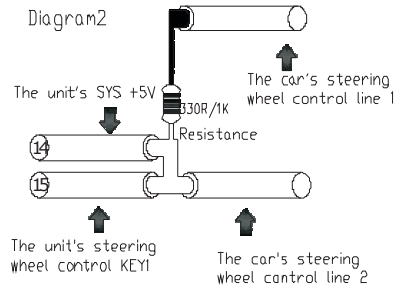 Diagram2
The car's steering
wheel control line 1
The unit's SYS +5V
330R/1K
Resistance
14
15
The unit's steering
wheel control KEY1
The car's steering
wheel cantral line 2